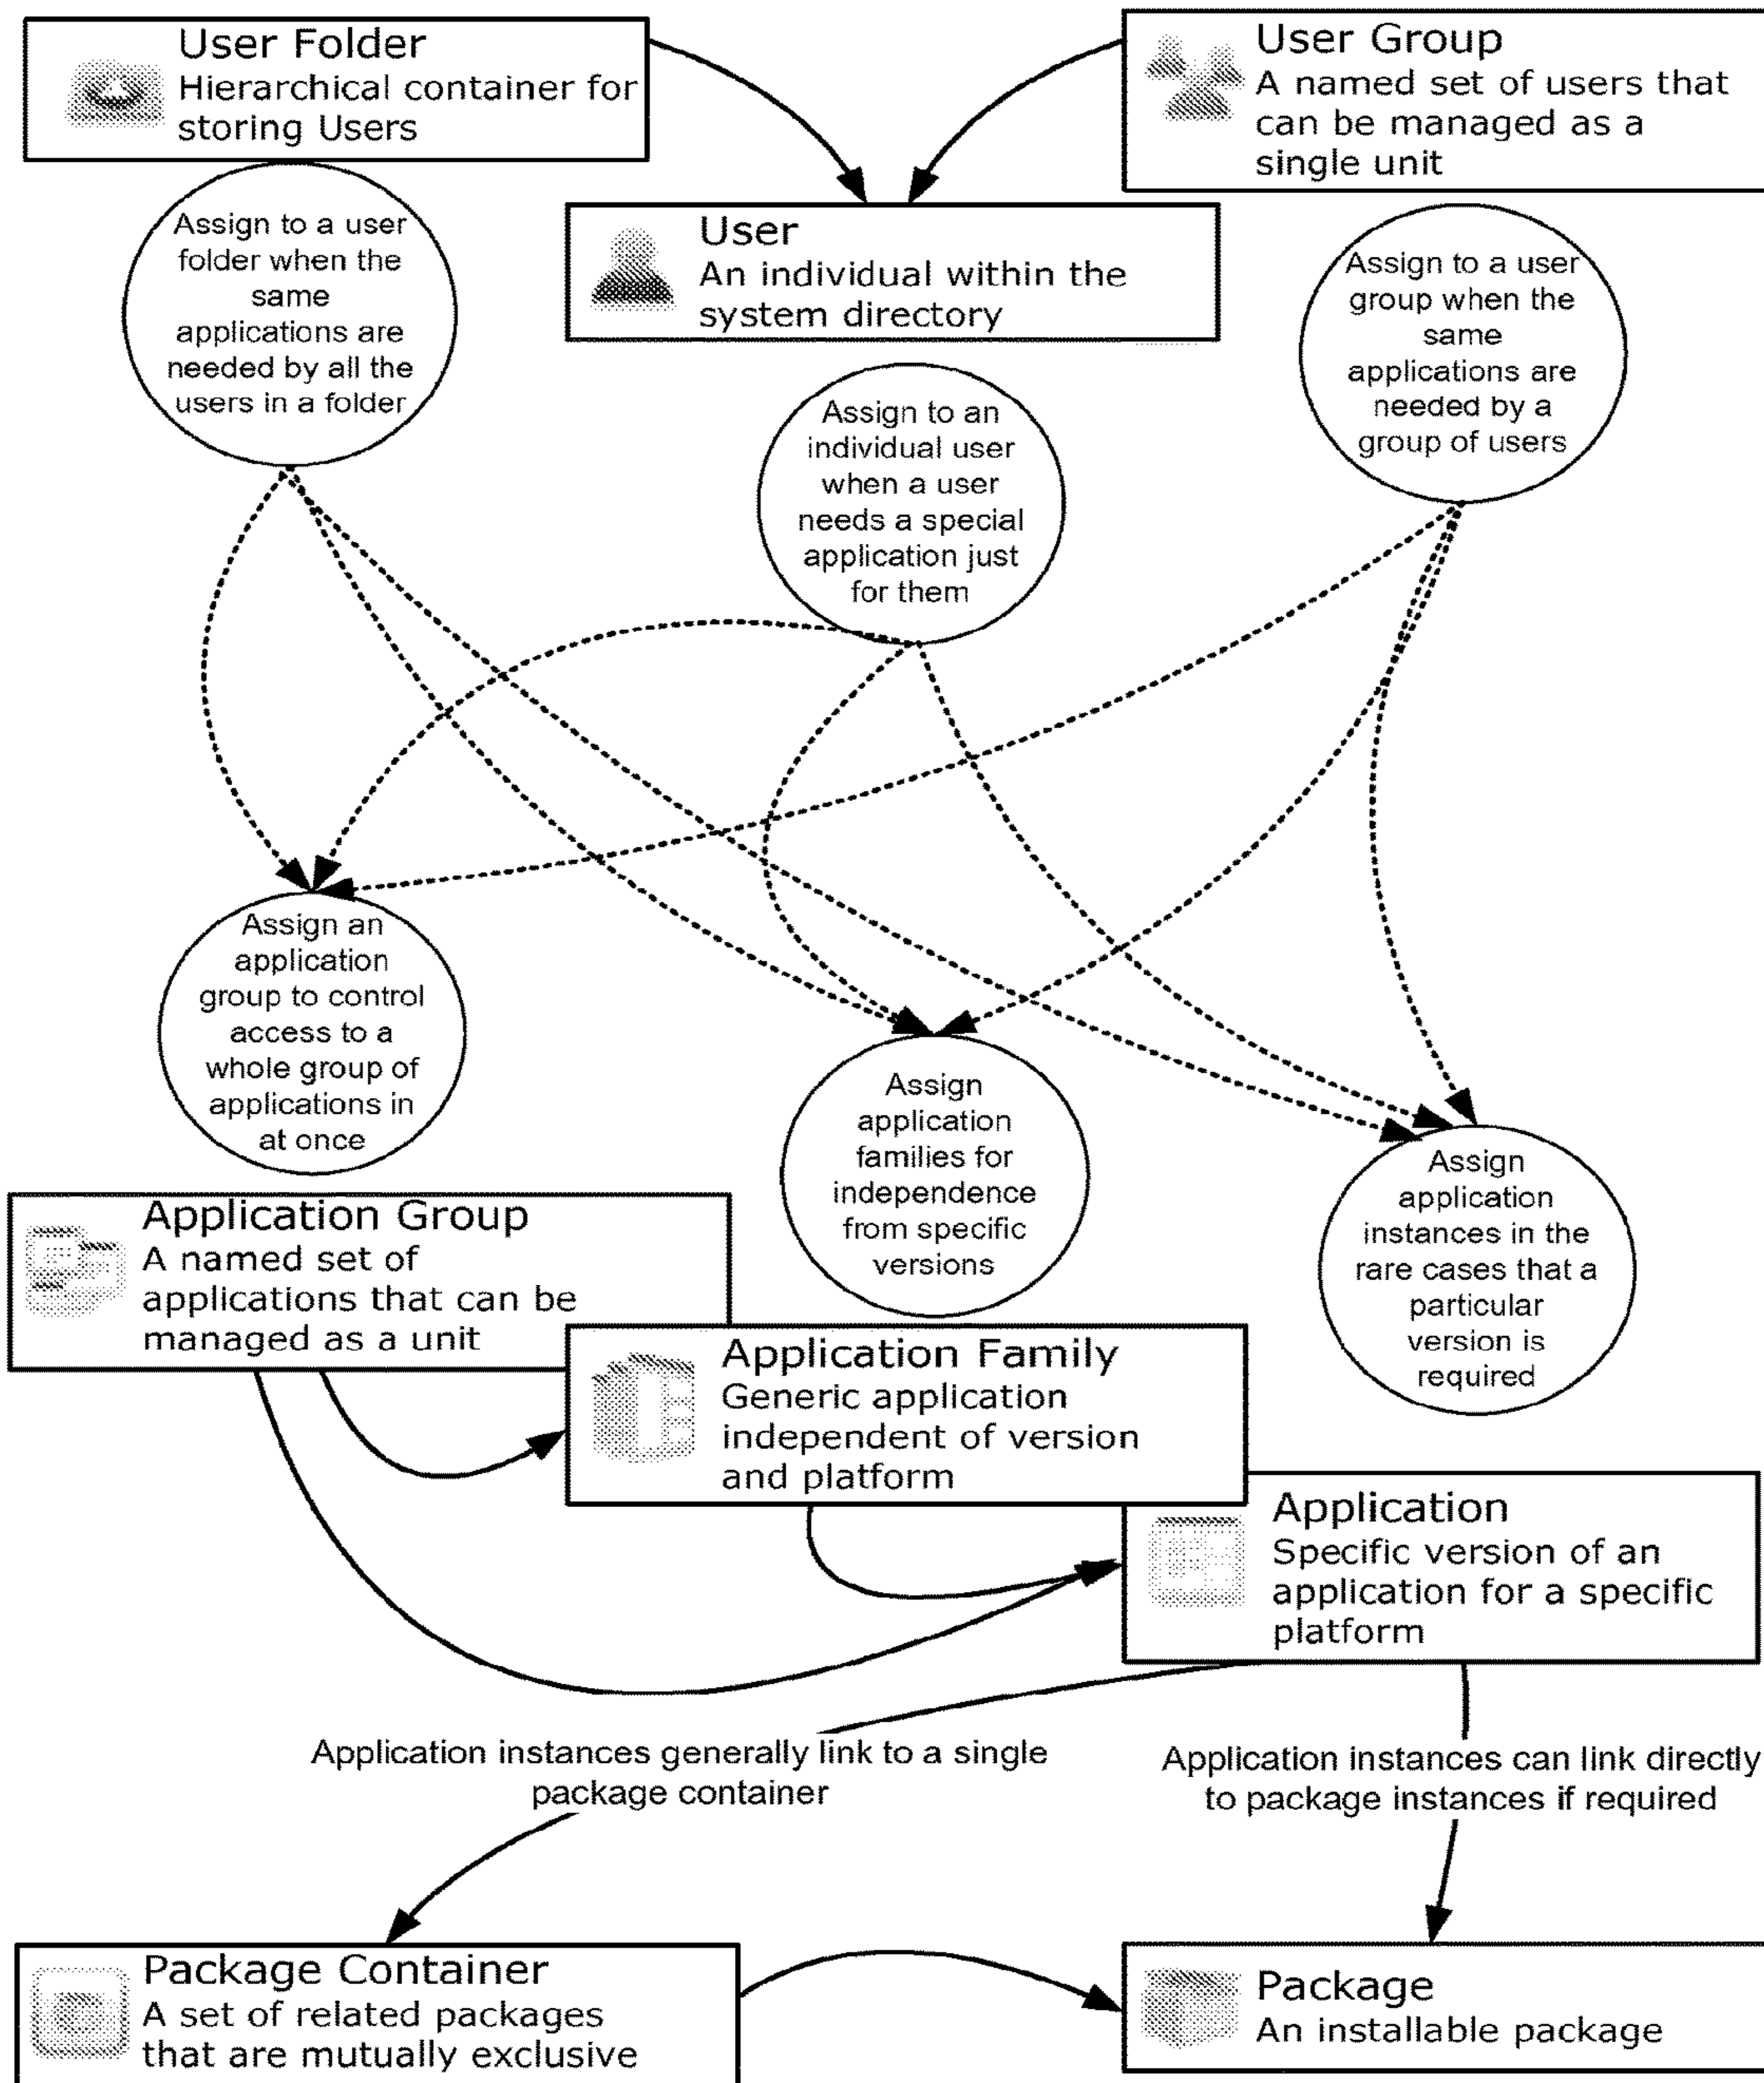 User Folder
Hierarchical container for
storing Users
User Group
A named set of users that
can be managed as a
single unit
User
An individual within the
system directory
Assign to a user
folder when the
same
applications are
needed by all the
users in a folder
Assign to an
individual user
when a user
needs a special
application just
for them
Assign to a user
group when the
same
applications are
needed by a
group of users
Assign an
application
group to control
access to a
whole group of
applications in
at once
Assign
application
families for
independence
from specific
versions
Assign
application
instances in the
rare cases that a
particular
version is
required
Application Group
A named set of
applications that can be
managed as a unit
Application Family
Generic application
independent of version
and platform
Application
Specific version of an
application for a specific
platform
Application instances generally link to a single
package container
Application instances can link directly
to package instances if required
Package Container
A set of related packages
that are mutually exclusive
Package
An installable package